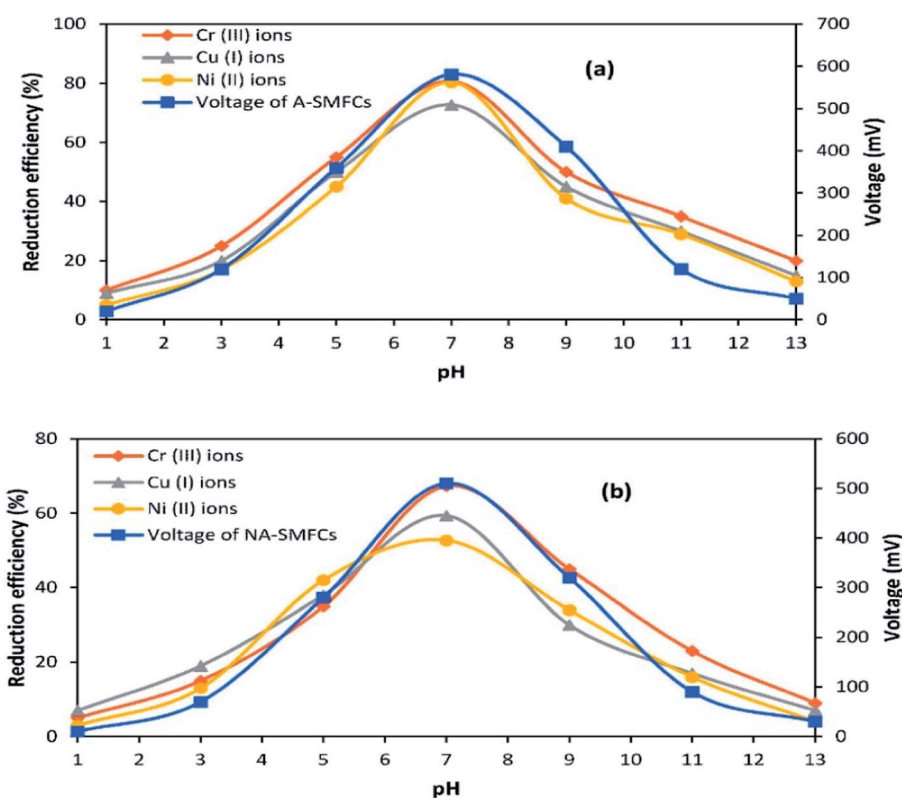 100
80
60
40
20
0
Reduction efficiency (%)
Cr (III) ions
Cu (I) ions
Ni (II) ions
Voltage of A-SMFCs
(a)
700
600
500
400
300
200
100
0
Voltage (mV)
1 2 3 4 5 6 7 8 9 10 11 12 13
pH
80
60
40
20
0
Reduction efficiency (%)
Cr (III) ions
Cu (I) ions
Ni (II) ions
Voltage of NA-SMFCs
(b)
600
500
400
300
200
100
0
Voltage (mV)
1 2 3 4 5 6 7 8 9 10 11 12 13
pH